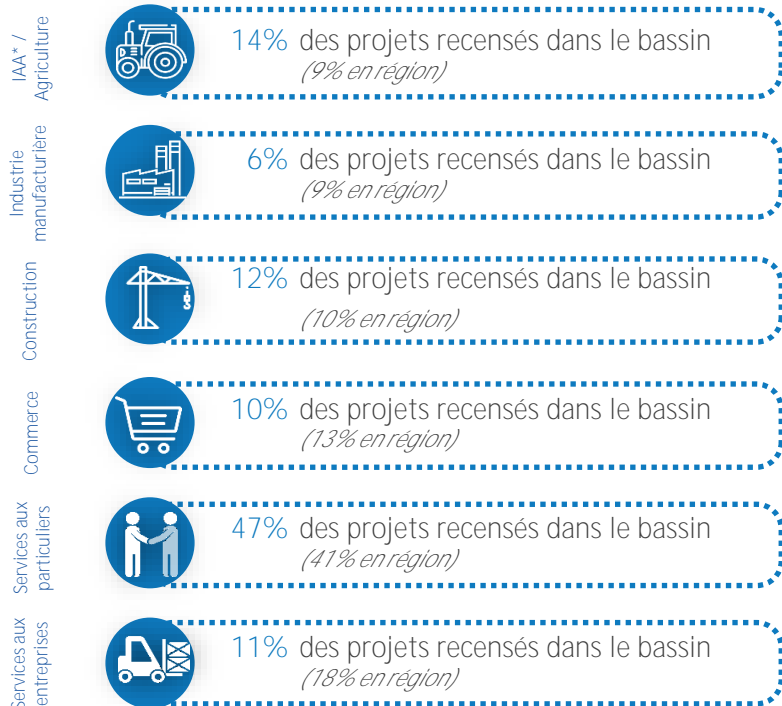 IAA* /
Agriculture
14% des projets recensés dans le bassin
(9% en région)
Industrie
manufacturière
6% des projets recensés dans le bassin
(9% en région)
Construction
12% des projets recensés dans le bassin
(10% en région)
Commerce
10% des projets recensés dans le bassin
(13% en région)
Services aux
particuliers
47% des projets recensés dans le bassin
(41% en région)
Services aux
entreprises
11% des projets recensés dans le bassin
(18% en région)